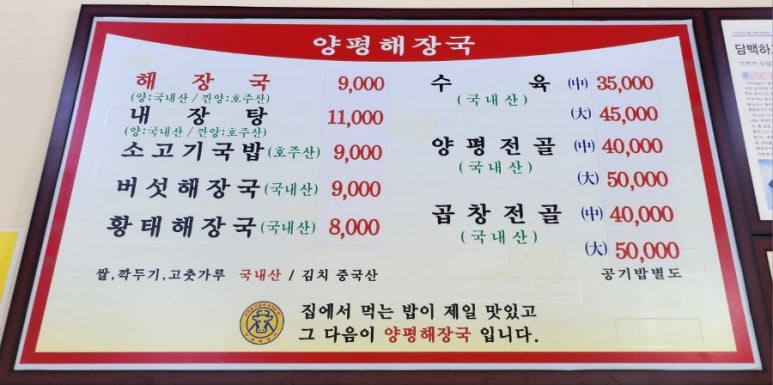 양평해장국
해장국 9,000
(양:국내산 / 깐양:호주산)
내장탕 11,000
(양:국내산 / 깐양:호주산)
소고기국밥 (호주산) 9,000
버섯해장국 (국내산) 9,000
황태해장국 (국내산) 8,000
수육 (中) 35,000
(국내산)
(大) 45,000
양평전골 (中) 40,000
(국내산)
(大) 50,000
곱창전골 (中) 40,000
(국내산)
(大) 50,000
공기밥별도
쌀,깍두기,고춧가루 국내산 / 김치 중국산
집에서 먹는 밥이 제일 맛있고
그 다음이 양평해장국 입니다.
담백하